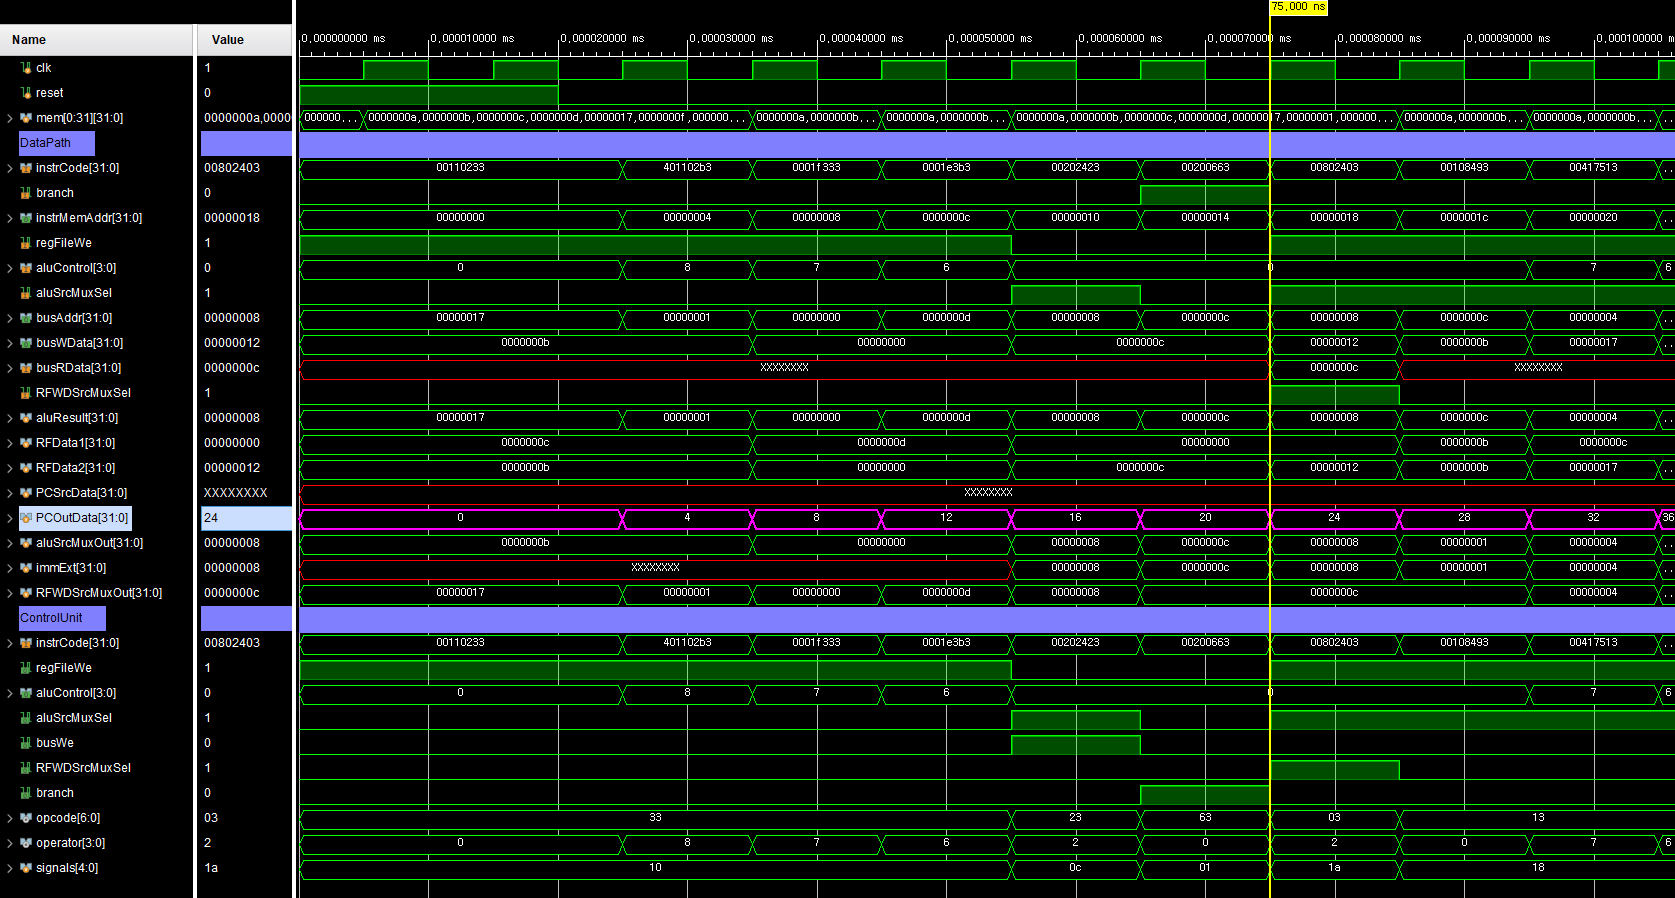 75,000 ns
Name Value 0,000000000 ms 0,000010000 ms 0,000020000 ms 0,000030000 ms 0,000040000 ms 0,000050000 ms 0,000060000 ms 0,000070000 ms 0,000080000 ms 0,000090000 ms 0,000100000 m
clk 1
reset 0
mem[0:31][31:0] 0000000a,0000 000000... 0000000a,0000000b,0000000c,0000000d,00000017,0000000f,000000... 0000000a,0000000b... 0000000a,0000000b... 0000000a,0000000b,0000000c,0000000d,00000017,00000001,000000... 0000000a,0000000b... 0000000a,0000000b...
DataPath
instrCode[31:0] 00802403 00110233 401102b3 0001f333 0001e3b3 00202423 00200663 00802403 00108493 00417513 ..
branch 0
instrMemAddr[31:0] 00000018 00000000 00000004 00000008 0000000c 00000010 00000014 00000018 0000001c 00000020 ..
regFileWe 1
aluControl[3:0] 0 0 8 7 6 0 7 6
aluSrcMuxSel 1
busAddr[31:0] 00000008 00000017 00000001 00000000 0000000d 00000008 0000000c 00000008 0000000c 00000004 ..
busWData[31:0] 00000012 0000000b 00000000 0000000c 00000012 0000000b 00000017 ..
busRData[31:0] 0000000c XXXXXXXX 0000000c XXXXXXXX
RFWDSrcMuxSel 1
aluResult[31:0] 00000008 00000017 00000001 00000000 0000000d 00000008 0000000c 00000008 0000000c 00000004 ..
RFData1[31:0] 00000000 0000000c 0000000d 00000000 0000000b 0000000c
RFData2[31:0] 00000012 0000000b 00000000 0000000c 00000012 0000000b 00000017 ..
PCSrcData[31:0] XXXXXXXX XXXXXXXX
PCOutData[31:0] 24 0 4 8 12 16 20 24 28 32 36
aluSrcMuxOut[31:0] 00000008 0000000b 00000000 00000008 0000000c 00000008 00000001 00000004 ..
immExt[31:0] 00000008 XXXXXXXX 00000008 0000000c 00000008 00000001 00000004 ..
RFWDSrcMuxOut[31:0] 0000000c 00000017 00000001 00000000 0000000d 00000008 0000000c 00000004 ..
ControlUnit
instrCode[31:0] 00802403 00110233 401102b3 0001f333 0001e3b3 00202423 00200663 00802403 00108493 00417513 ..
regFileWe 1
aluControl[3:0] 0 0 8 7 6 0 7 6
aluSrcMuxSel 1
busWe 0
RFWDSrcMuxSel 1
branch 0
opcode[6:0] 03 33 23 63 03 13
operator[3:0] 2 0 8 7 6 2 0 2 0 7 6
signals[4:0] 1a 10 0c 01 1a 18